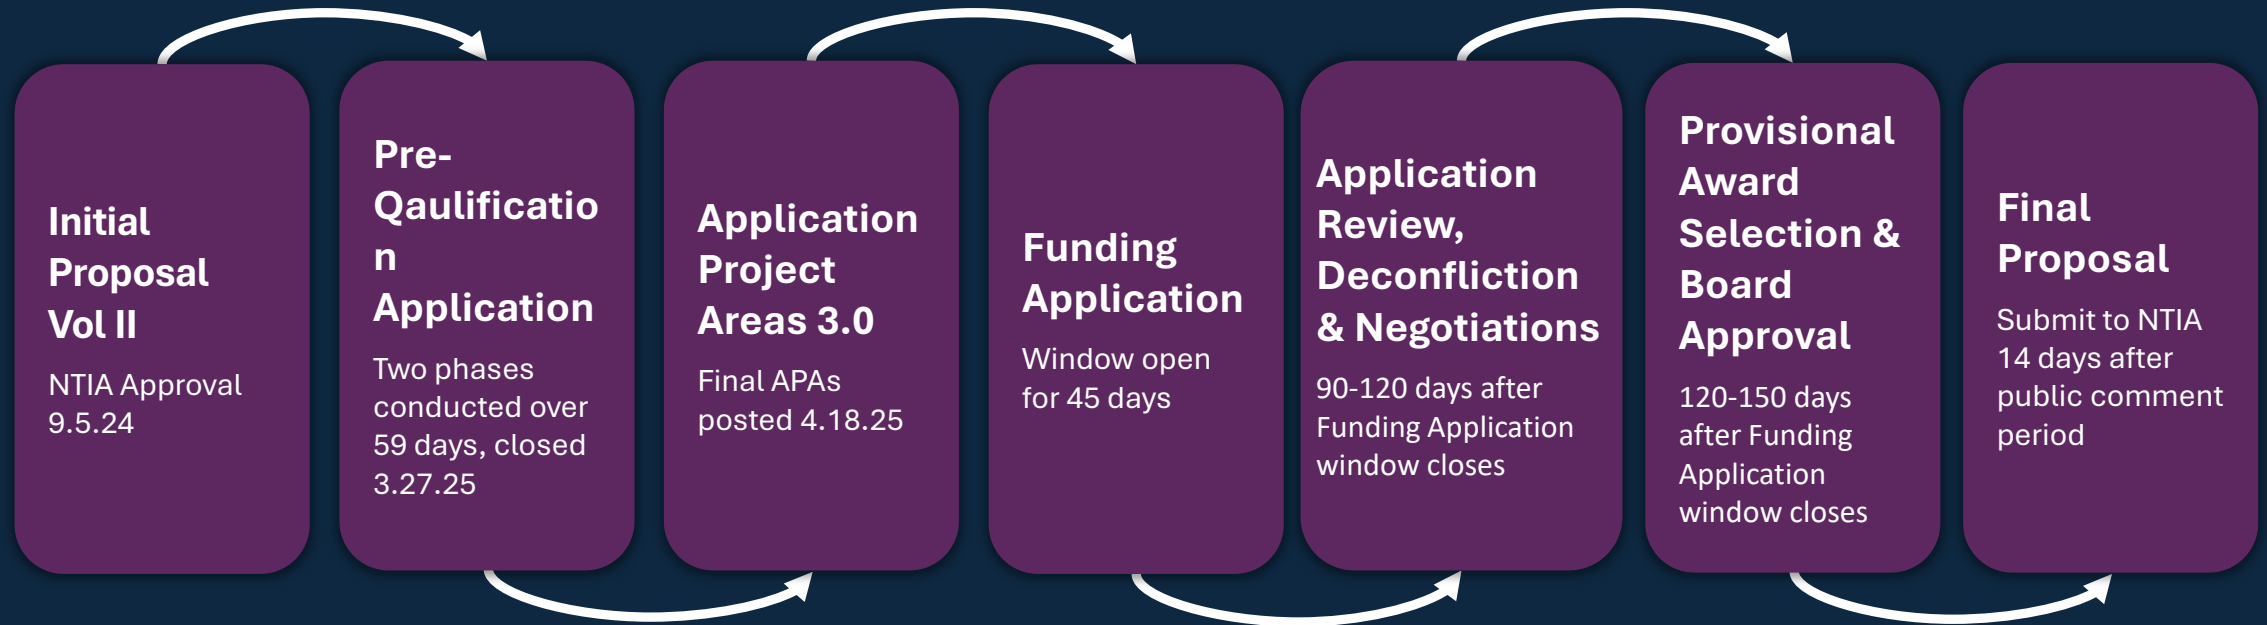 Initial
Proposal
Vol II
NTIA Approval
9.5.24
Pre-
Qaulificatio
n
Application
Two phases
conducted over
59 days, closed
3.27.25
Application
Project
Areas 3.0
Final APAs
posted 4.18.25
Funding
Application
Window open
for 45 days
Application
Review,
Deconfliction
& Negotiations
90-120 days after
Funding Application
window closes
Provisional
Award
Selection &
Board
Approval
120-150 days
after Funding
Application
window closes
Final
Proposal
Submit to NTIA
14 days after
public comment
period